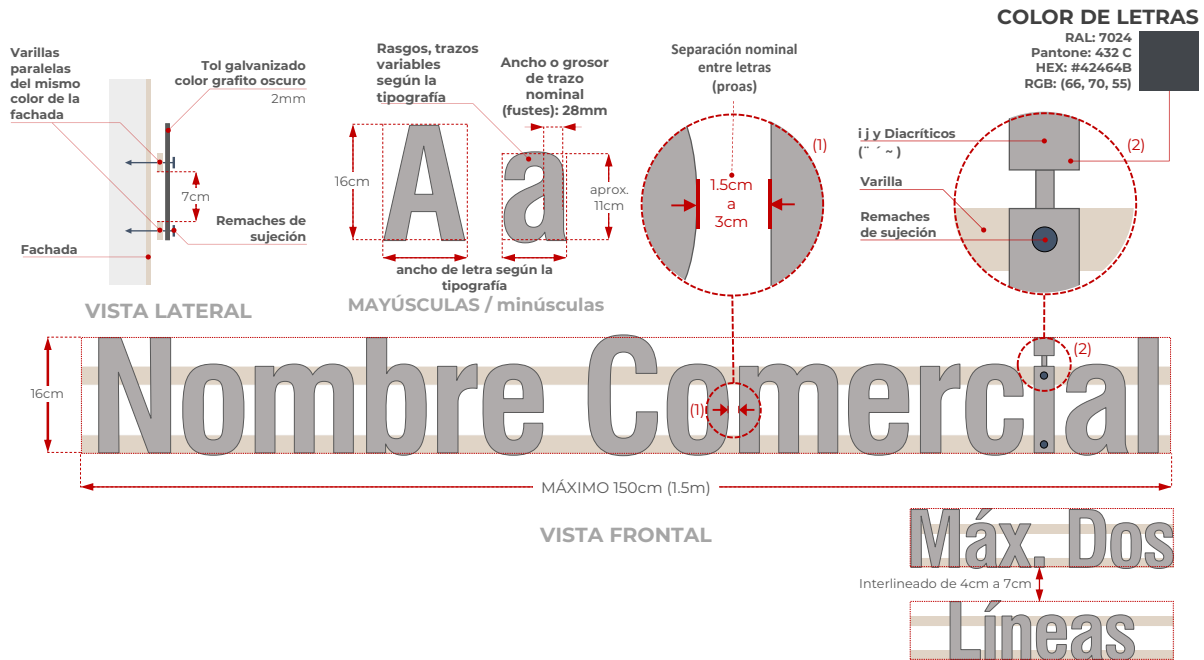 COLOR DE LETRAS
RAL: 7024
Pantone: 432 C
HEX: #42464B
RGB: (66, 70, 55)
Varillas
paralelas
del mismo
color de la
fachada
Tol galvanizado
color grafito oscuro
2mm
7cm
Remaches de
sujeción
Fachada
VISTA LATERAL
Rasgos, trazos
variables
según la
tipografía
Ancho o grosor
de trazo
nominal
(fustes): 28mm
16cm
A
a
aprox.
11cm
ancho de letra según la
tipografía
MAYÚSCULAS / minúsculas
Separación nominal
entre letras
(proas)
(1)
1.5cm
a
3cm
i j y Diacríticos
(¨ ´ ~ )
(2)
Varilla
Remaches
de sujeción
16cm
Nombre Comercial
(1)
(2)
MÁXIMO 150cm (1.5m)
VISTA FRONTAL
Máx. Dos
Interlineado de 4cm a 7cm
Líneas